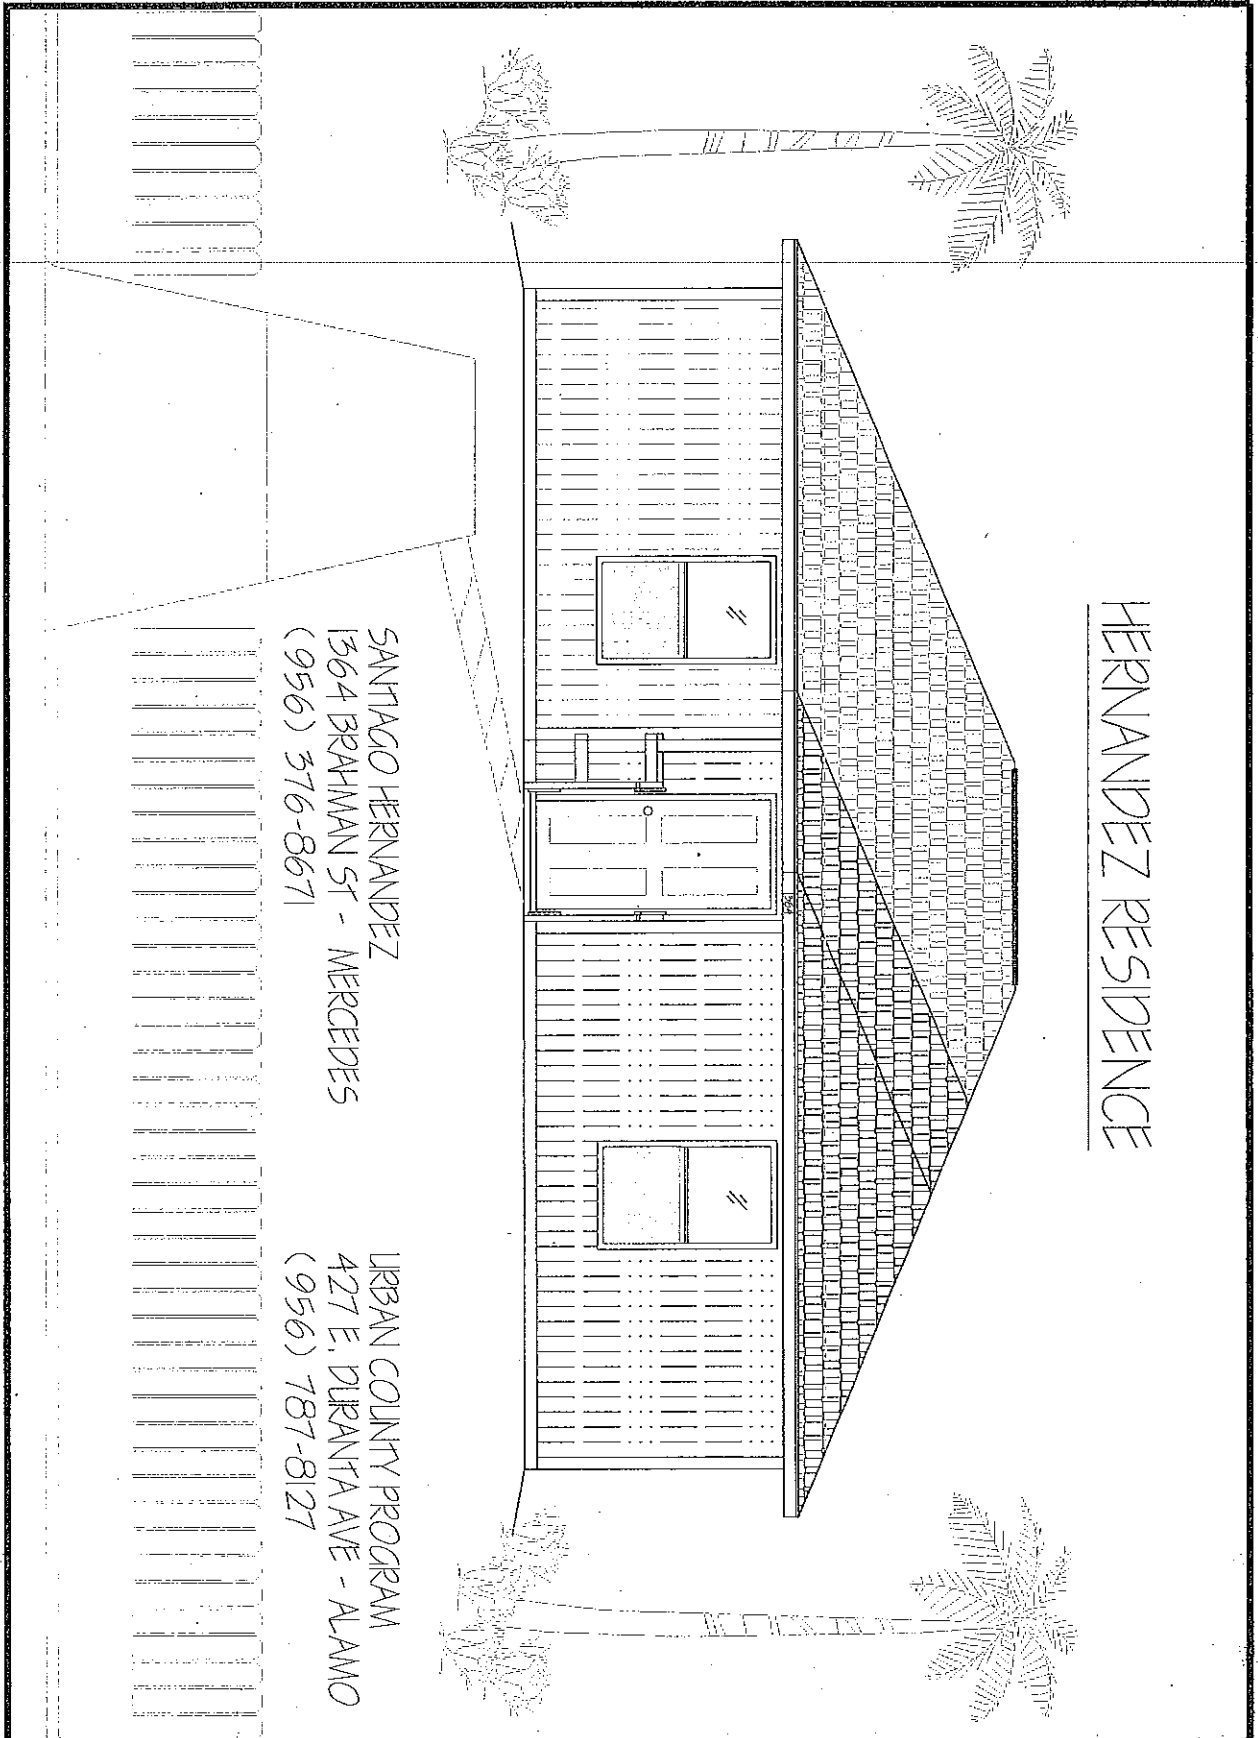 HERNANDEZ RESIDENCE
1364
SANTIAGO HERNANDEZ
1364 BRAHMAN ST - MERCEDES
(956) 376-8671
URBAN COUNTY PROGRAM
427 E. DURANTA AVE - ALAMO
(956) 787-8127